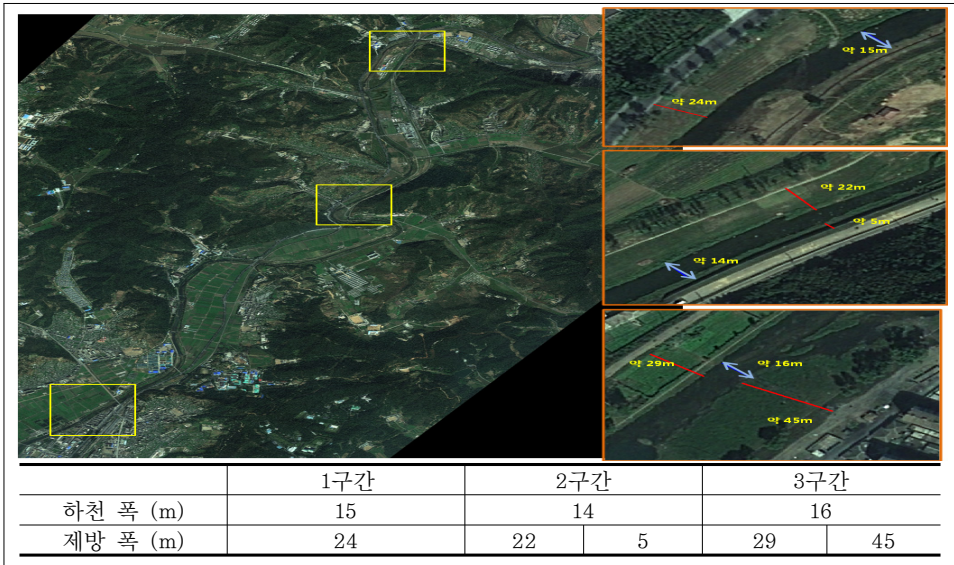 약 15m
약 24m
약 22m
약 5m
약 14m
약 29m
약 16m
약 45m
1구간 2구간 3구간
하천 폭 (m) 15 14 16
제방 폭 (m) 24 22 5 29 45